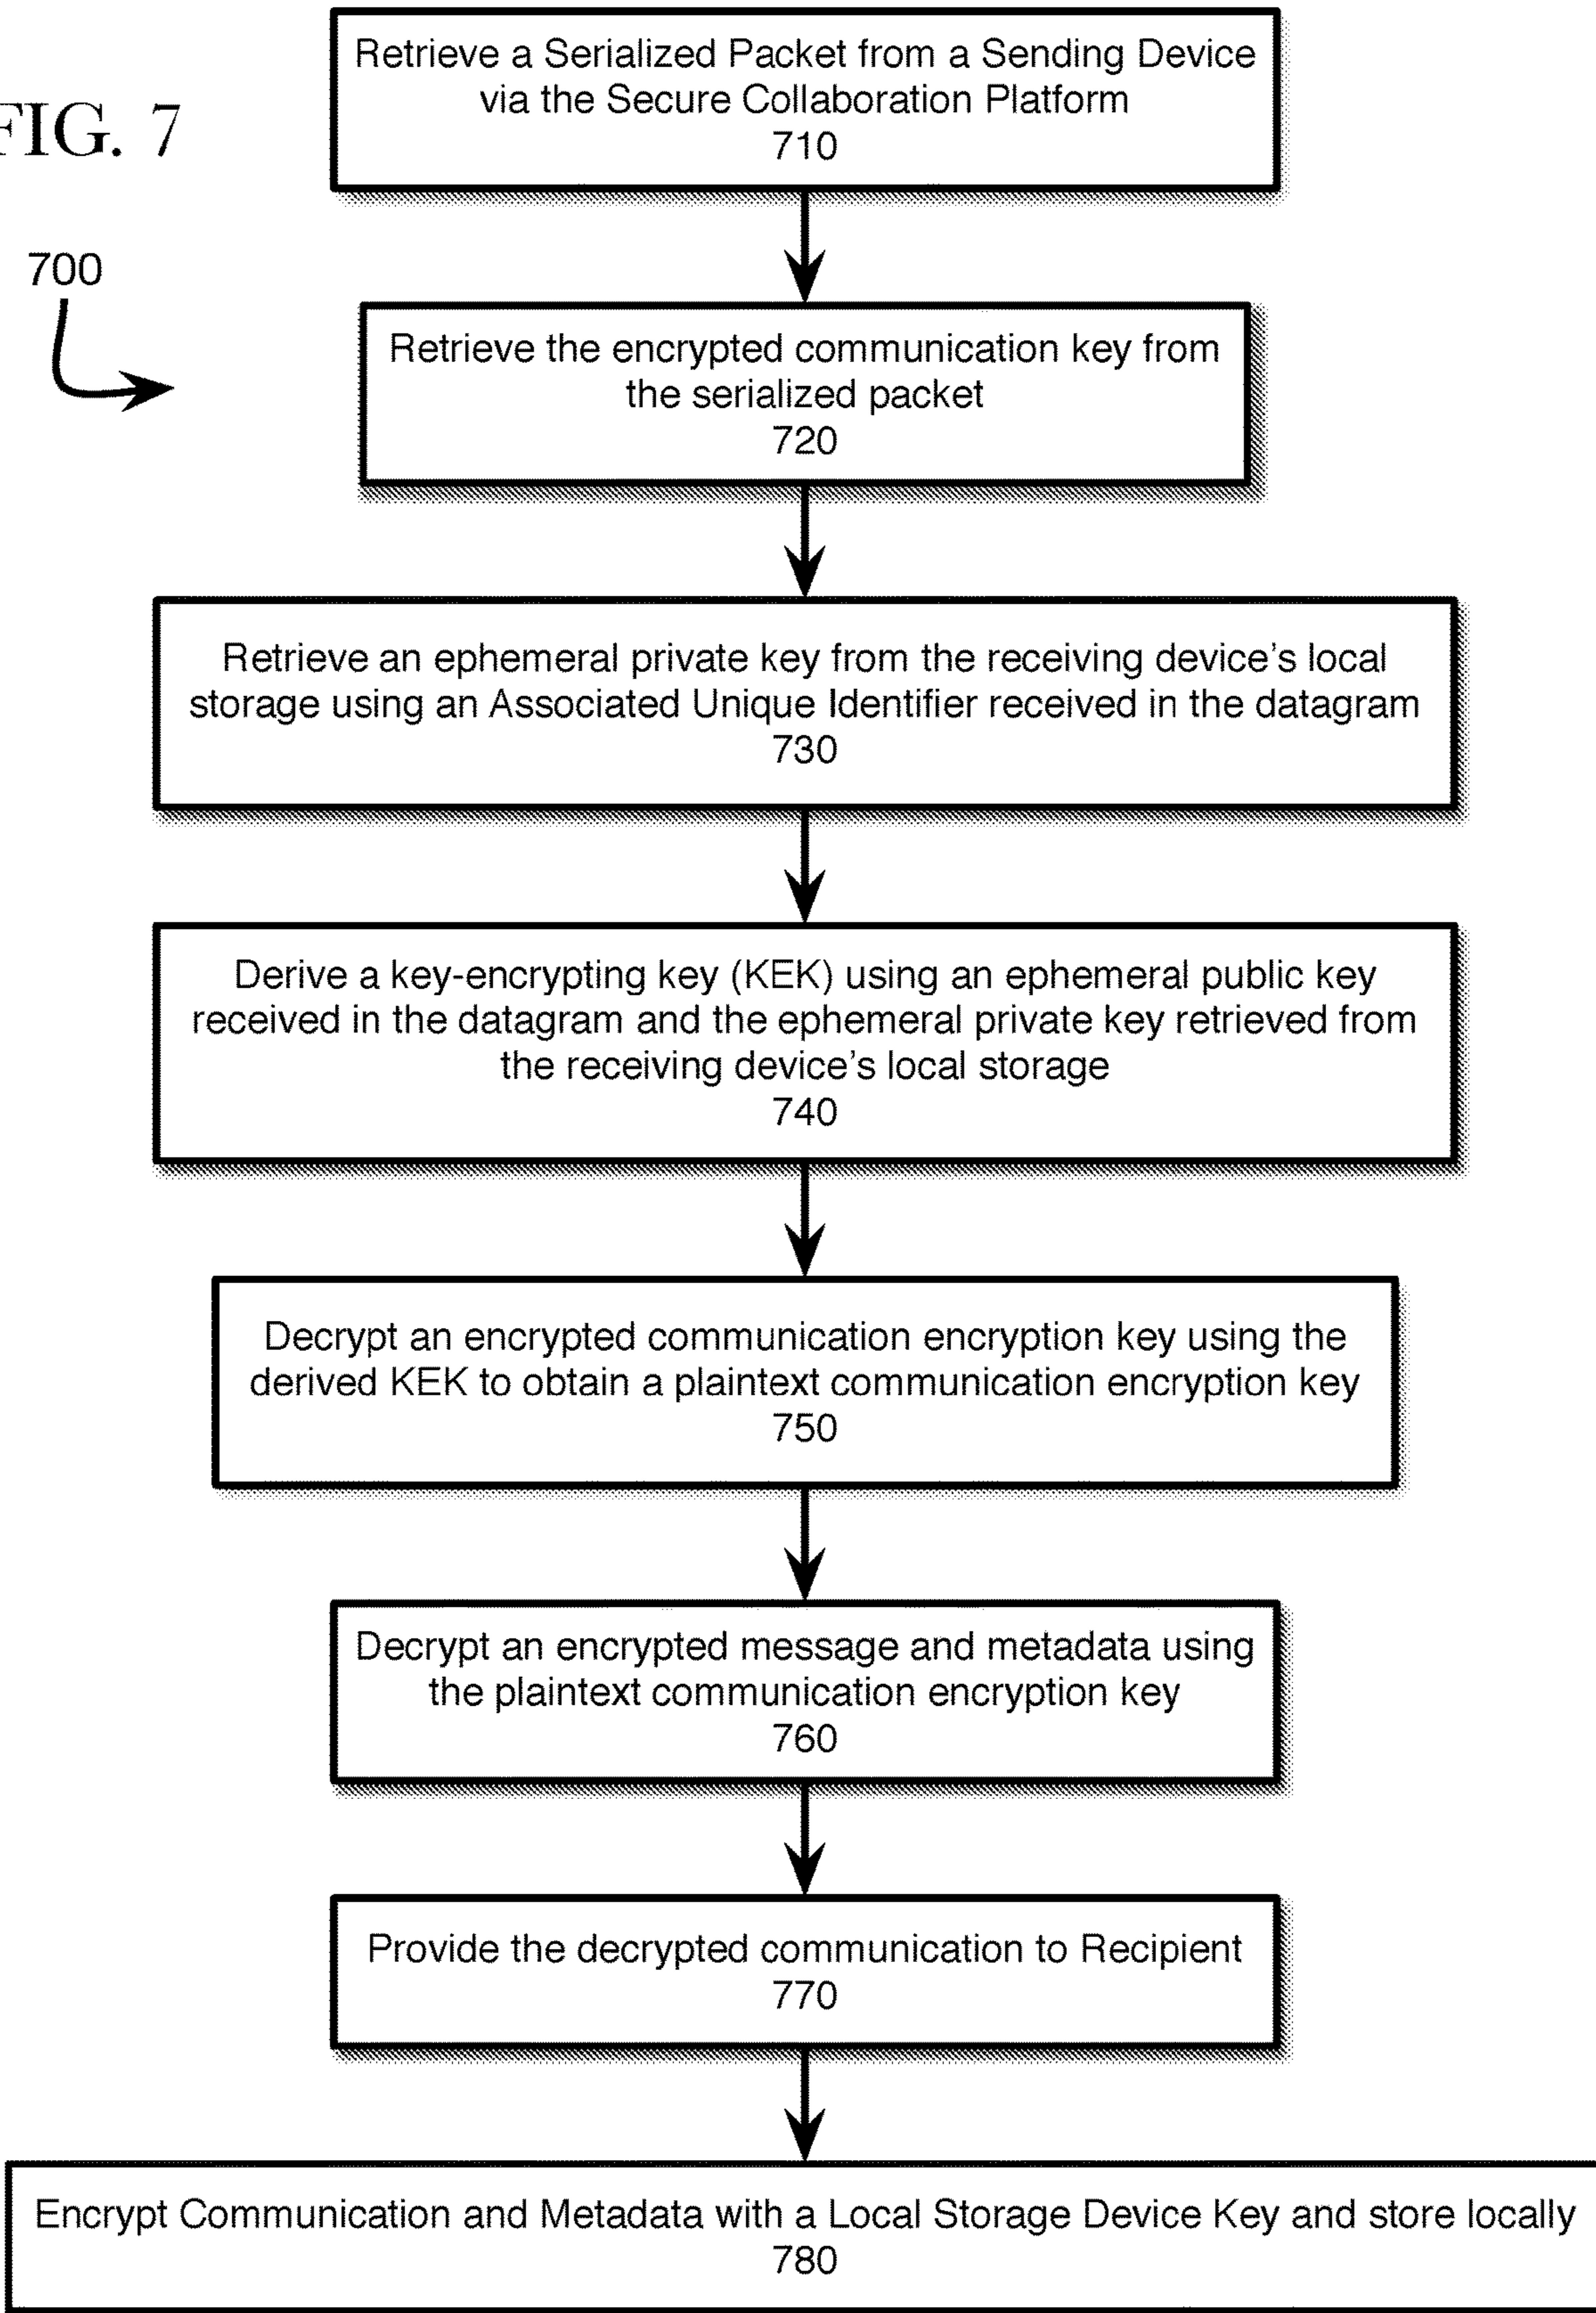 Retrieve a Serialized Packet from a Sending Device
via the Secure Collaboration Platform
710
FIG. 7
700
Retrieve the encrypted communication key from
the serialized packet
720
Retrieve an ephemeral private key from the receiving device's local
storage using an Associated Unique Identifier received in the datagram
730
Derive a key-encrypting key (KEK) using an ephemeral public key
received in the datagram and the ephemeral private key retrieved from
the receiving device's local storage
740
Decrypt an encrypted communication encryption key using the
derived KEK to obtain a plaintext communication encryption key
750
Decrypt an encrypted message and metadata using
the plaintext communication encryption key
760
Provide the decrypted communication to Recipient
770
Encrypt Communication and Metadata with a Local Storage Device Key and store locally
780